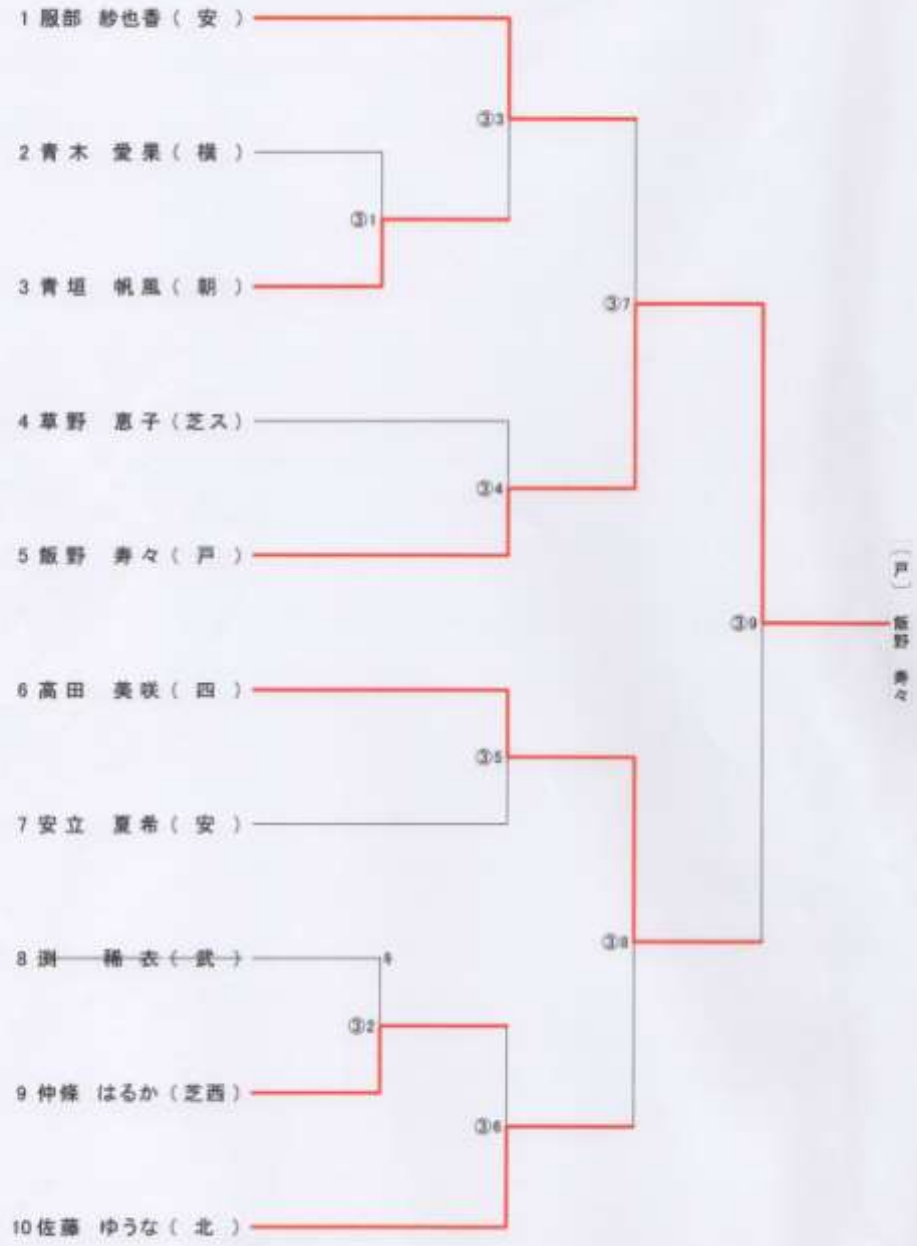 1 服部 紗也香 ( 安 )
③3
2 青木 愛果 ( 横 )
③1
3 青垣 帆風 ( 朝 )
③7
4 草野 恵子 (芝ス)
③4
5 飯野 寿々 ( 戸 )
③9
(戸) 飯野 寿々
6 高田 美咲 ( 四 )
③5
7 安立 夏希 ( 安 )
③8
8 渕 稀衣 ( 武 )
③2
9 仲條 はるか (芝西)
③6
10 佐藤 ゆうな ( 北 )